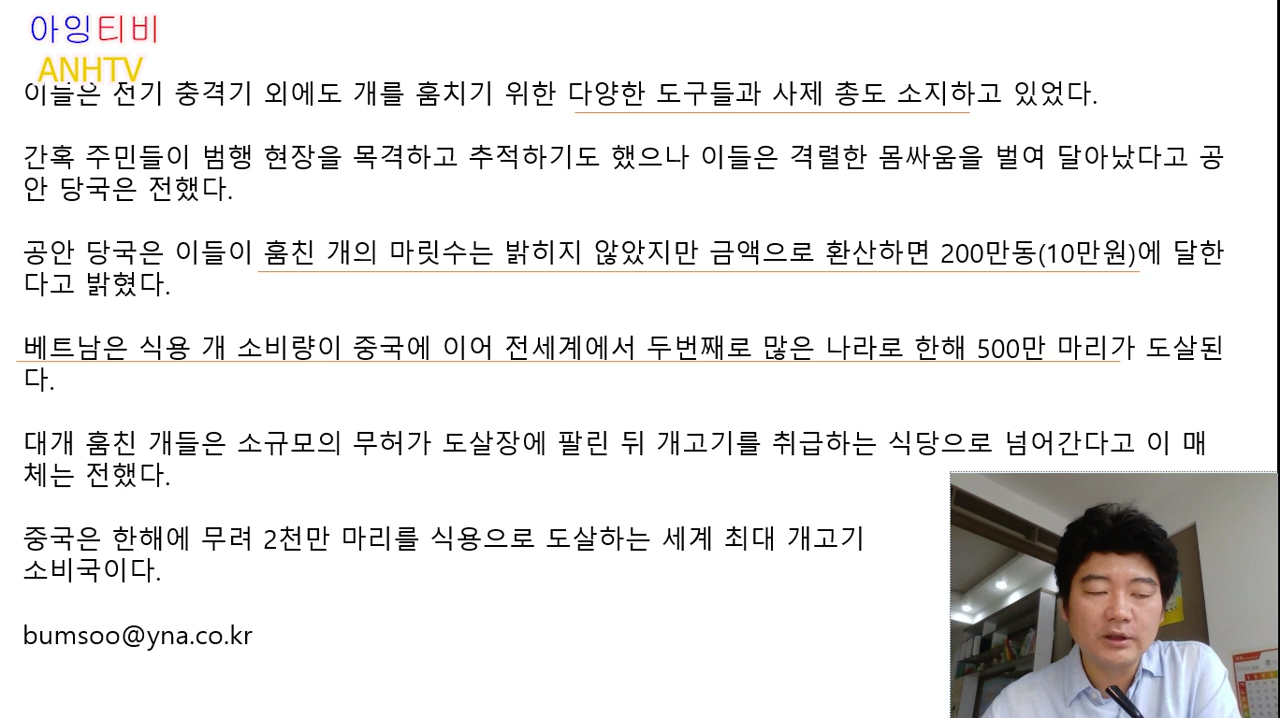 아잉티비
ANHTV
이들은 전기 충격기 외에도 개를 훔치기 위한 다양한 도구들과 사제 총도 소지하고 있었다.
간혹 주민들이 범행 현장을 목격하고 추적하기도 했으나 이들은 격렬한 몸싸움을 벌여 달아났다고 공
안 당국은 전했다.
공안 당국은 이들이 훔친 개의 마릿수는 밝히지 않았지만 금액으로 환산하면 200만동(10만원)에 달한
다고 밝혔다.
베트남은 식용 개 소비량이 중국에 이어 전세계에서 두번째로 많은 나라로 한해 500만 마리가 도살된
다.
대개 훔친 개들은 소규모의 무허가 도살장에 팔린 뒤 개고기를 취급하는 식당으로 넘어간다고 이 매
체는 전했다.
중국은 한해에 무려 2천만 마리를 식용으로 도살하는 세계 최대 개고기
소비국이다.
bumsoo@yna.co.kr